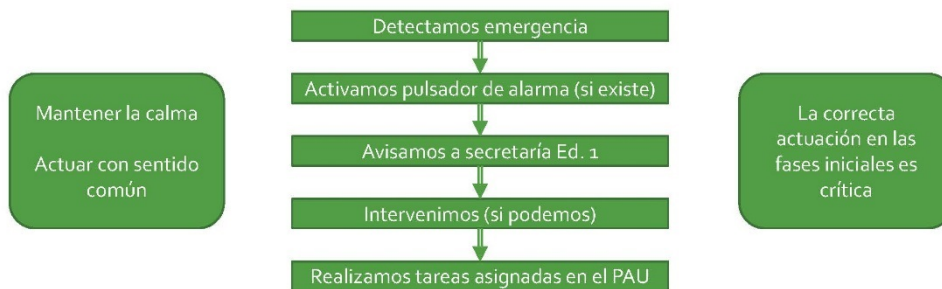 Detectamos emergencia
Activamos pulsador de alarma (si existe)
Avisamos a secretaría Ed. 1
Intervenimos (si podemos)
Realizamos tareas asignadas en el PAU
Mantener la calma
Actuar con sentido
común
La correcta
actuación en las
fases iniciales es
crítica